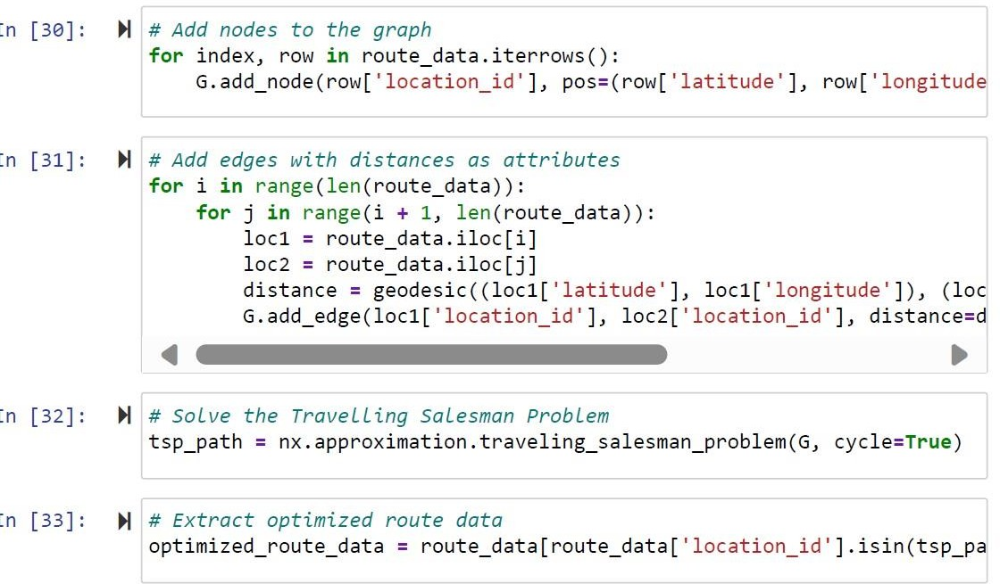 In [30]:
# Add nodes to the graph
for index, row in route_data.iterrows():
    G.add_node(row['location_id'], pos=(row['latitude'], row['longitude
In [31]:
# Add edges with distances as attributes
for i in range(len(route_data)):
    for j in range(i + 1, len(route_data)):
        loc1 = route_data.iloc[i]
        loc2 = route_data.iloc[j]
        distance = geodesic((loc1['latitude'], loc1['longitude']), (loc
        G.add_edge(loc1['location_id'], loc2['location_id'], distance=d
In [32]:
# Solve the Travelling Salesman Problem
tsp_path = nx.approximation.traveling_salesman_problem(G, cycle=True)
In [33]:
# Extract optimized route data
optimized_route_data = route_data[route_data['location_id'].isin(tsp_pa